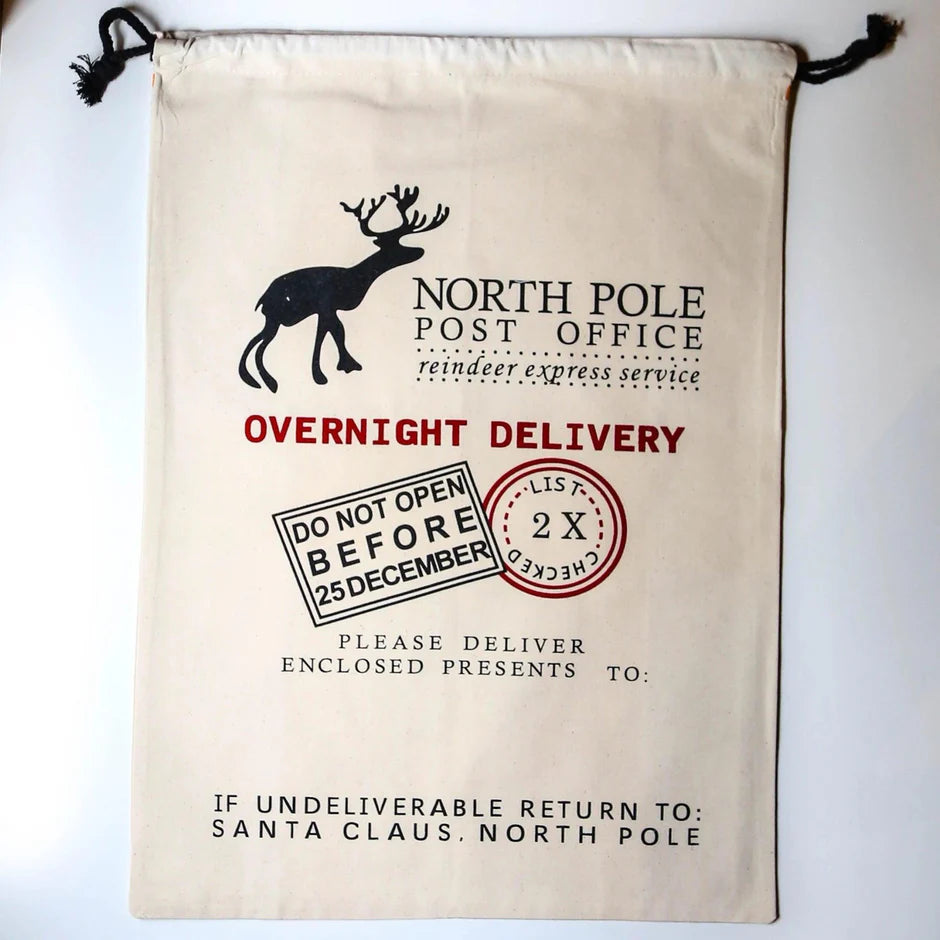 NORTH POLE
POST OFFICE
reindeer express service
OVERNIGHT DELIVERY
DO NOT OPEN
BEFORE
25 DECEMBER
LIST
2 X
CHECKED
PLEASE DELIVER
ENCLOSED PRESENTS TO:
IF UNDELIVERABLE RETURN TO:
SANTA CLAUS, NORTH POLE